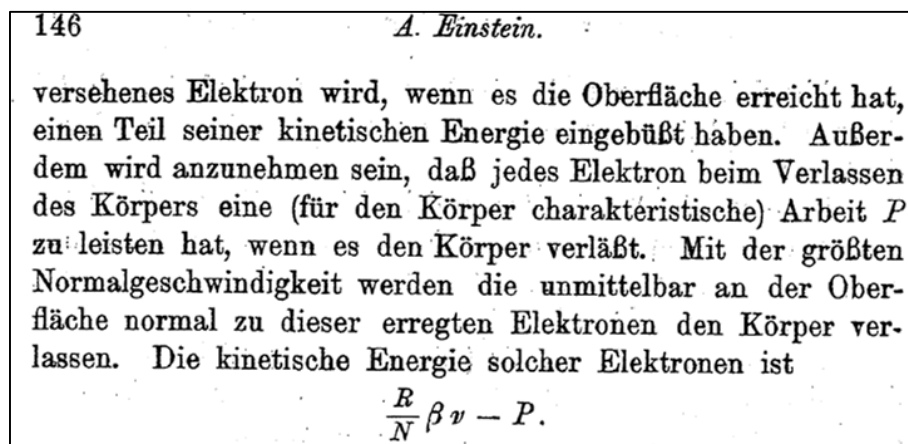 146 A. Einstein.
versehenes Elektron wird, wenn es die Oberfläche erreicht hat,
einen Teil seiner kinetischen Energie eingebüßt haben. Außer-
dem wird anzunehmen sein, daß jedes Elektron beim Verlassen
des Körpers eine (für den Körper charakteristische) Arbeit P
zu leisten hat, wenn es den Körper verläßt. Mit der größten
Normalgeschwindigkeit werden die unmittelbar an der Ober-
fläche normal zu dieser erregten Elektronen den Körper ver-
lassen. Die kinetische Energie solcher Elektronen ist
R/N β ν − P.